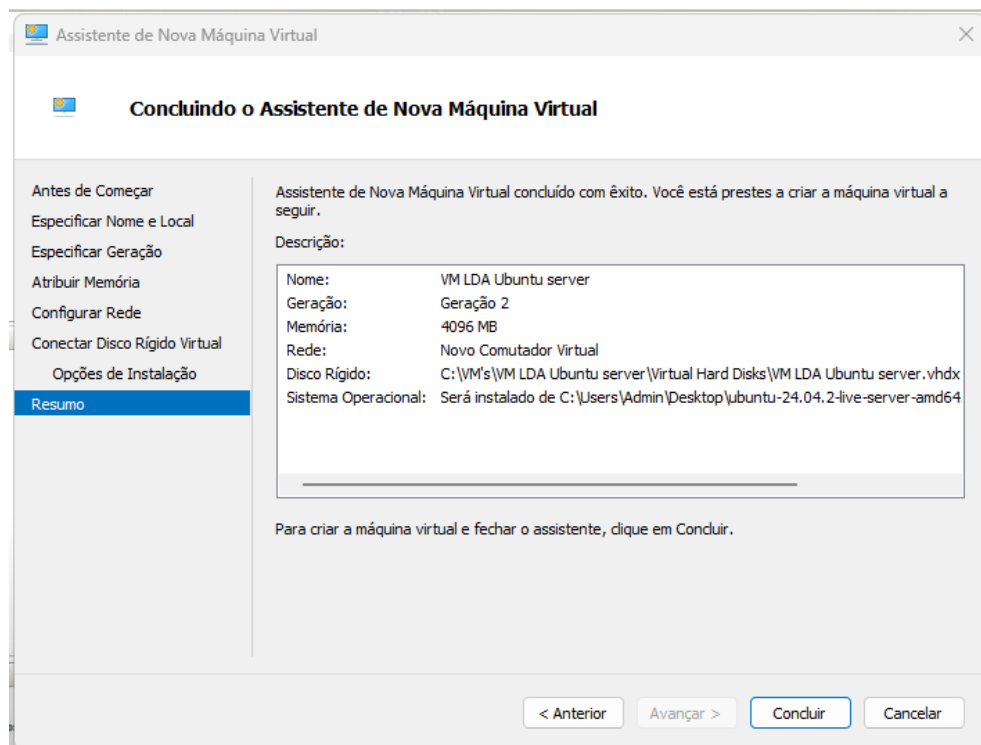 Assistente de Nova Máquina Virtual
Concluindo o Assistente de Nova Máquina Virtual
Antes de Começar
Especificar Nome e Local
Especificar Geração
Atribuir Memória
Configurar Rede
Conectar Disco Rígido Virtual
Opções de Instalação
Resumo
Assistente de Nova Máquina Virtual concluído com êxito. Você está prestes a criar a máquina virtual a
seguir.
Descrição:
Nome: VM LDA Ubuntu server
Geração: Geração 2
Memória: 4096 MB
Rede: Novo Comutador Virtual
Disco Rígido: C:\VM's\VM LDA Ubuntu server\Virtual Hard Disks\VM LDA Ubuntu server.vhdx
Sistema Operacional: Será instalado de C:\Users\Admin\Desktop\ubuntu-24.04.2-live-server-amd64
Para criar a máquina virtual e fechar o assistente, clique em Concluir.
< Anterior Avançar > Concluir Cancelar